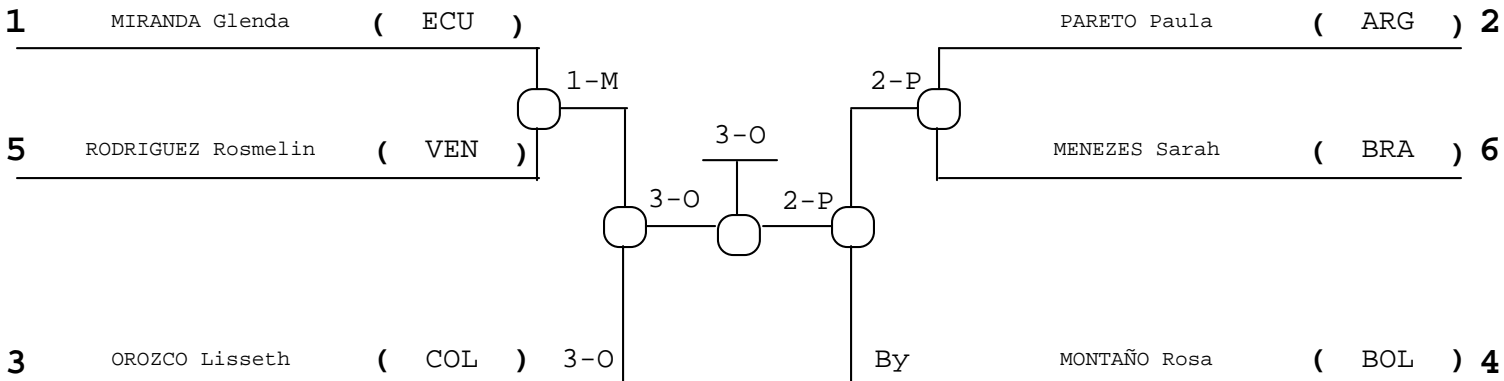 1 MIRANDA Glenda ( ECU ) PARETO Paula ( ARG ) 2
1-M 2-P
3-O
5 RODRIGUEZ Rosmelin ( VEN ) MENEZES Sarah ( BRA ) 6
3-O 2-P
3 OROZCO Lisseth ( COL ) 3-O By MONTAÑO Rosa ( BOL ) 4